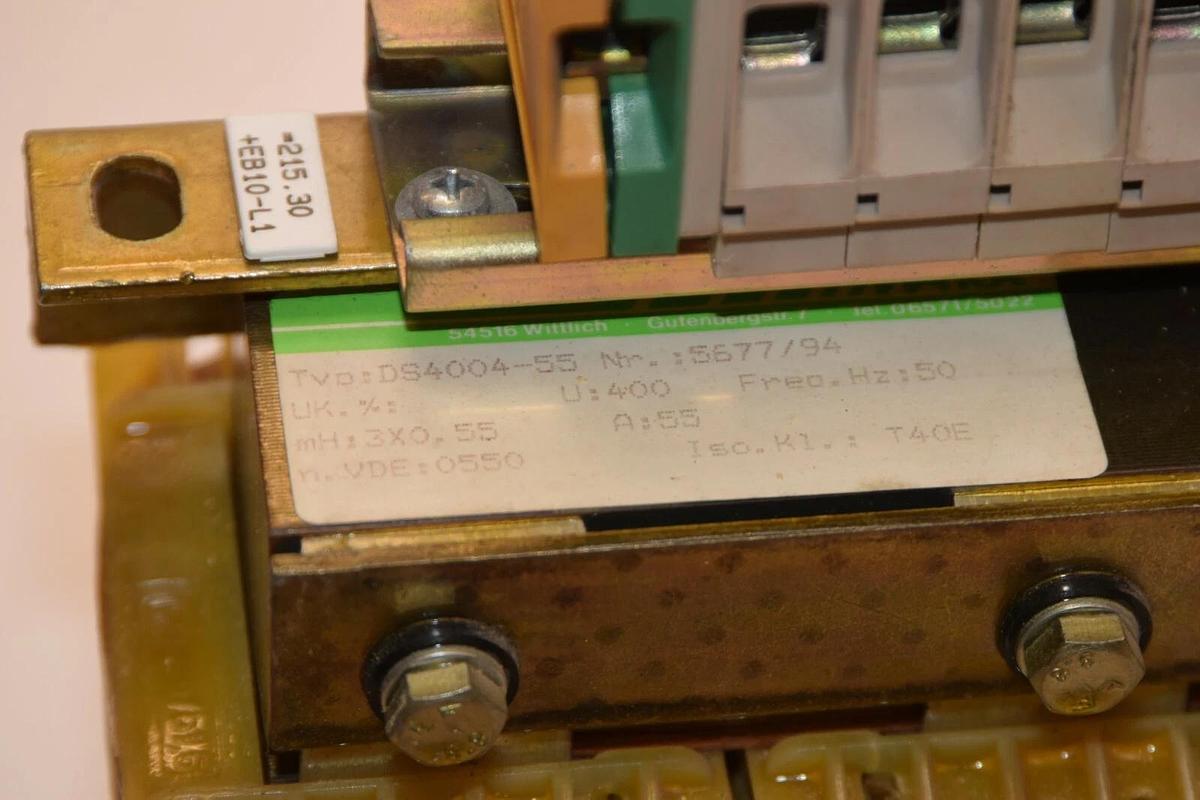 =215.30
+EB10-L1
54516 Wittlich · Gutenbergstr. 7 · Tel. 06571/5022
Typ:DS4004-55 Nr.:5677/94
UK.%: U:400 Freq.Hz:50
mH:3X0,55 A:55
n.VDE:0550 Iso.Kl.: T40E